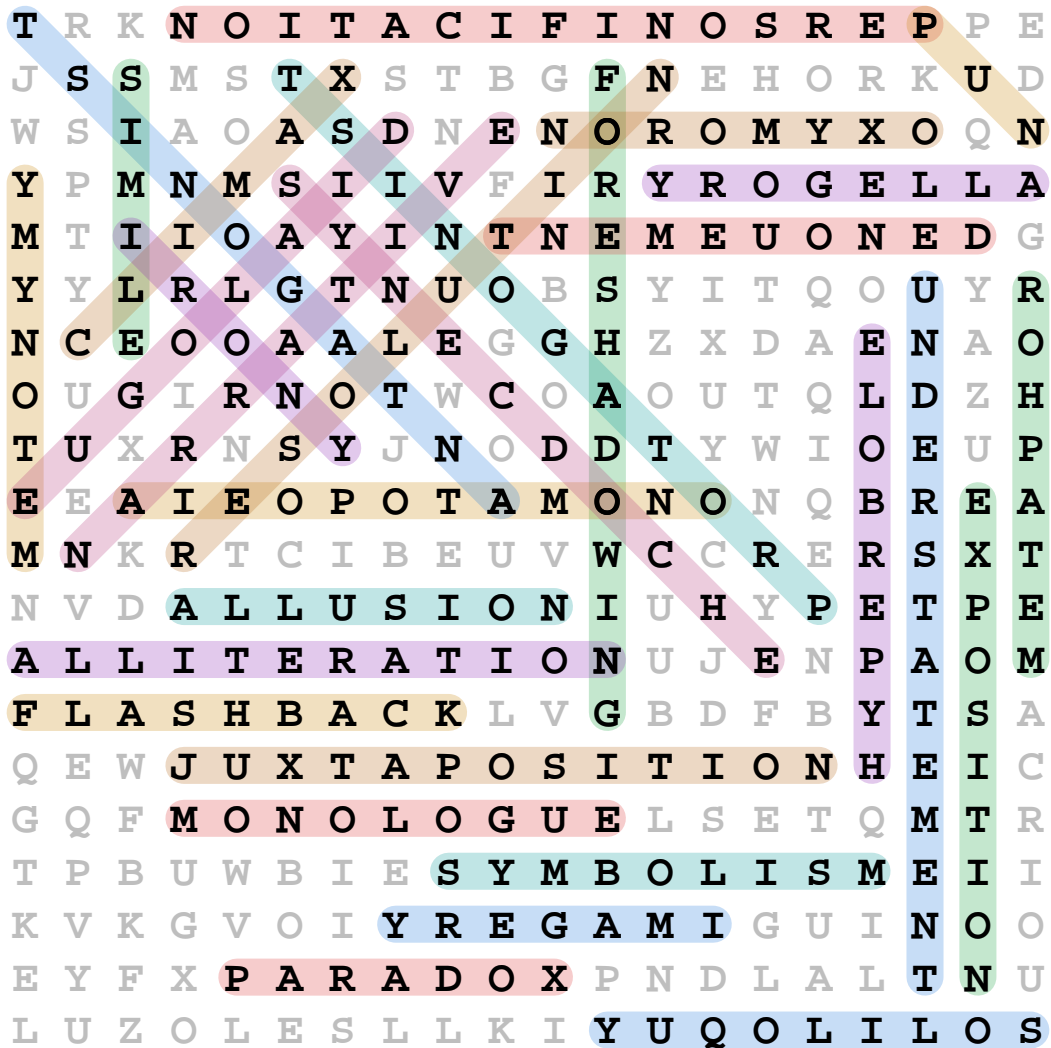 T R K N O I T A C I F I N O S R E P P E
J S S M S T X S T B G F N E H O R K U D
W S I A O A S D N E N O R O M Y X O Q N
Y P M N M S I I V F I R Y R O G E L L A
M T I I O A Y I N T N E M E U O N E D G
Y Y L R L G T N U O B S Y I T Q O U Y R
N C E O O A A L E G G H Z X D A E N A O
O U G I R N O T W C O A O U T Q L D Z H
T U X R N S Y J N O D D T Y W I O E U P
E E A I E O P O T A M O N O N Q B R E A
M N K R T C I B E U V W C C R E R S X T
N V D A L L U S I O N I U H Y P E T P E
A L L I T E R A T I O N U J E N P A O M
F L A S H B A C K L V G B D F B Y T S A
Q E W J U X T A P O S I T I O N H E I C
G Q F M O N O L O G U E L S E T Q M T R
T P B U W B I E S Y M B O L I S M E I I
K V K G V O I Y R E G A M I G U I N O O
E Y F X P A R A D O X P N D L A L T N U
L U Z O L E S L L K I Y U Q O L I L O S